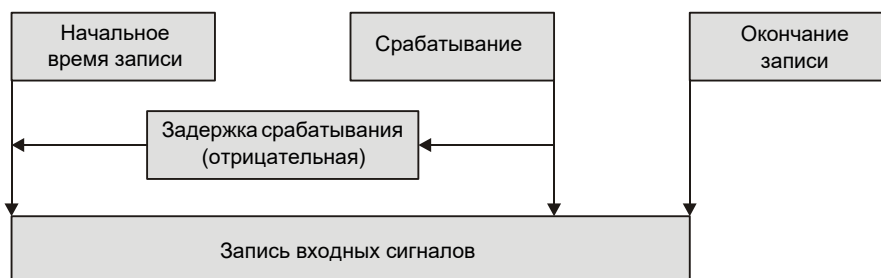 Начальное
время записи
Срабатывание
Окончание
записи
Задержка срабатывания
(отрицательная)
Запись входных сигналов